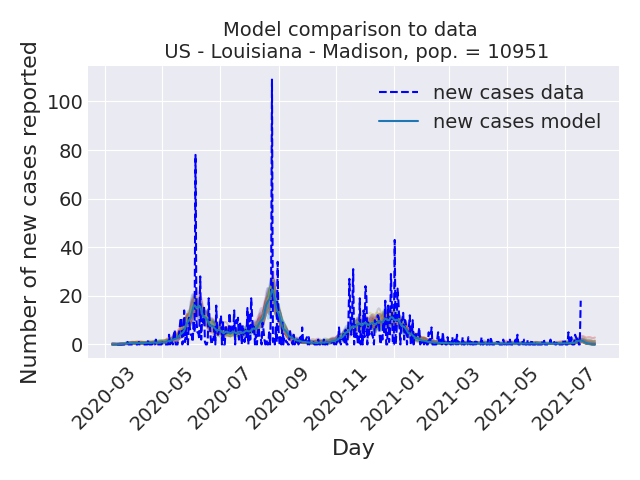 Model comparison to data
US - Louisiana - Madison, pop. = 10951
new cases data
new cases model
Number of new cases reported
100
80
60
40
20
0
2020-03
2020-05
2020-07
2020-09
2020-11
2021-01
2021-03
2021-05
2021-07
Day